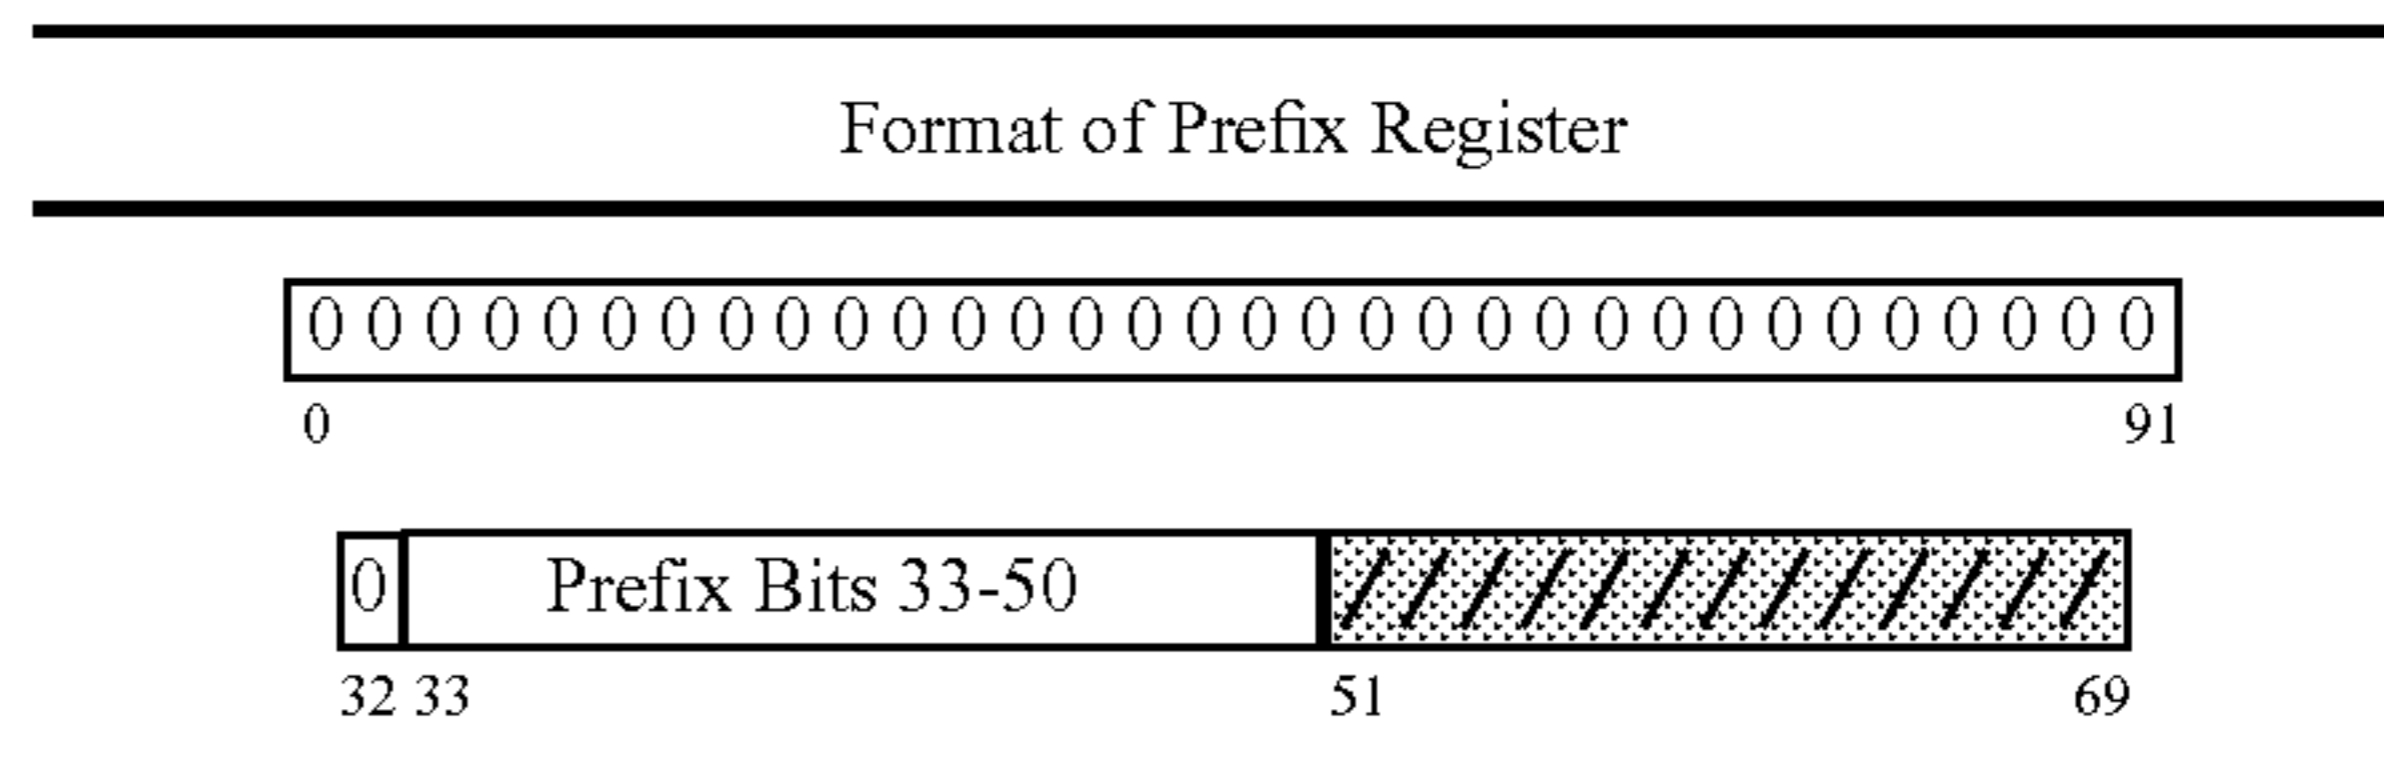 Format of Prefix Register
0 0 0 0 0 0 0 0 0 0 0 0 0 0 0 0 0 0 0 0 0 0 0 0 0 0 0 0 0 0 0 0
0 91
0 Prefix Bits 33-50 / / / / / / / / / / / / /
32 33 51 69